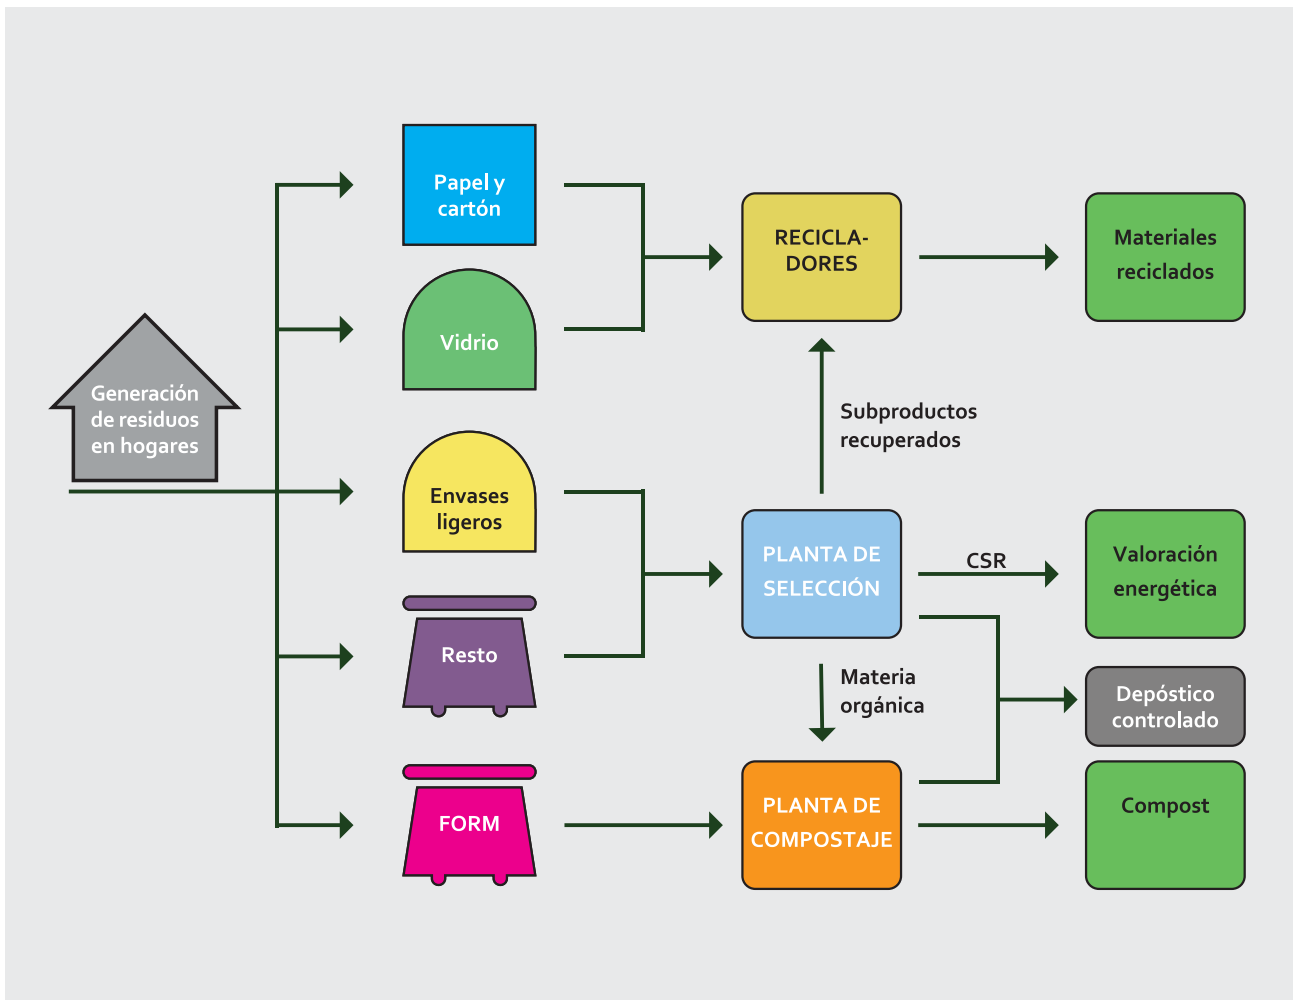 Papel y
cartón
RECICLA-
DORES
Materiales
reciclados
Vidrio
Generación
de residuos
en hogares
Subproductos
recuperados
Envases
ligeros
PLANTA DE
SELECCIÓN
CSR
Valoración
energética
Resto
Materia
orgánica
Depóstico
controlado
FORM
PLANTA DE
COMPOSTAJE
Compost